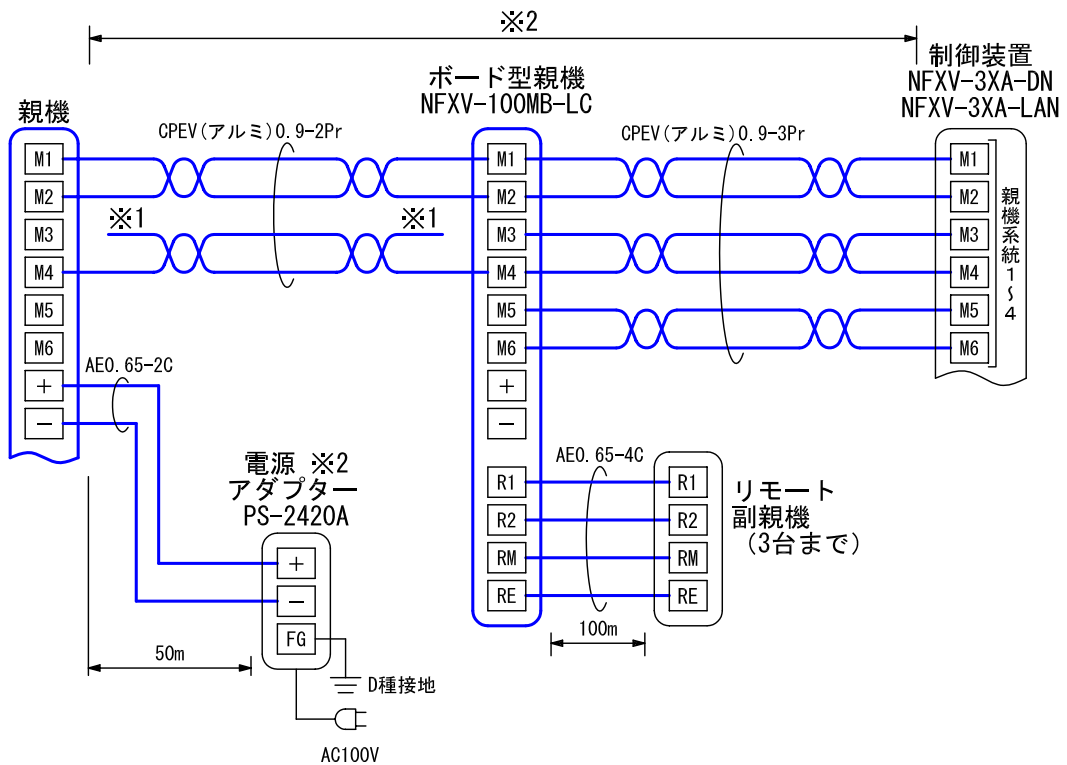 ※2
制御装置
NFXV-3XA-DN
NFXV-3XA-LAN
ボード型親機
NFXV-100MB-LC
親機
CPEV(アルミ)0.9-2Pr
CPEV(アルミ)0.9-3Pr
M1
M2
M3
M4
M5
M6
+
-
※1
※1
M1
M2
M3
M4
M5
M6
+
-
R1
R2
RM
RE
M1
M2
M3
M4
M5
M6
親機系統1~4
AE0.65-2C
電源 ※2
アダプター
PS-2420A
+
-
FG
50m
D種接地
AC100V
AE0.65-4C
R1
R2
RM
RE
リモート
副親機
(3台まで)
100m